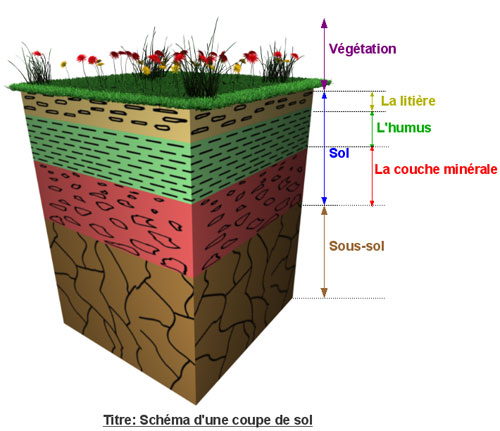 Végétation
La litière
L'humus
Sol
La couche minérale
Sous-sol
Titre: Schéma d'une coupe de sol